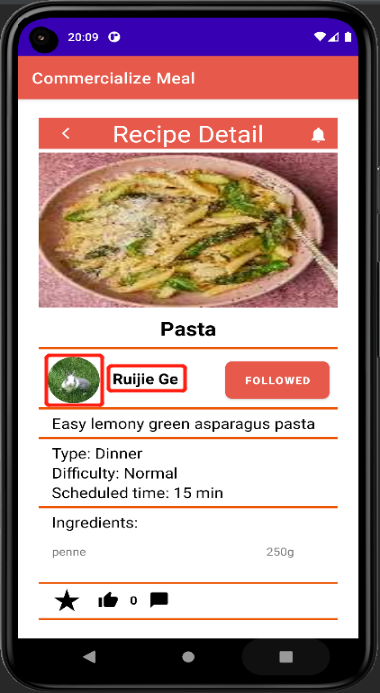 20:09
Commercialize Meal
Recipe Detail
Pasta
Ruijie Ge
FOLLOWED
Easy lemony green asparagus pasta
Type: Dinner
Difficulty: Normal
Scheduled time: 15 min
Ingredients:
penne 250g
0